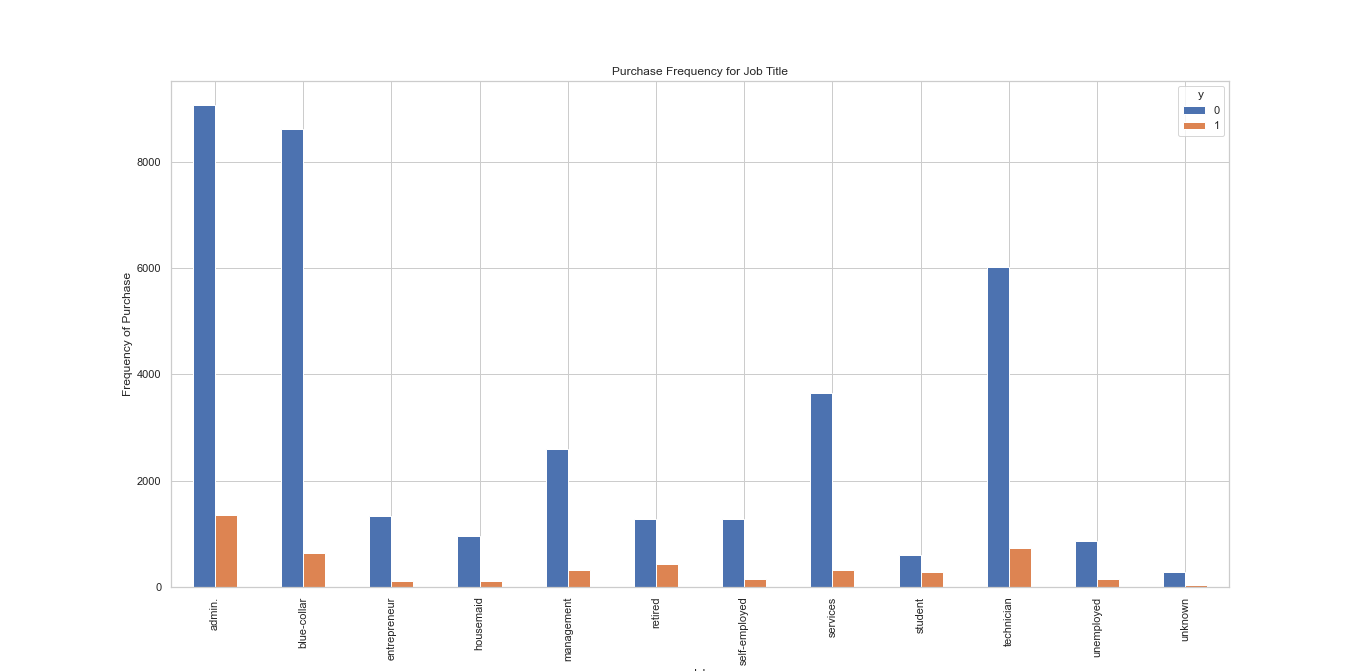 Purchase Frequency for Job Title
y
0
1
8000
6000
4000
2000
0
Frequency of Purchase
admin.
blue-collar
entrepreneur
housemaid
management
retired
self-employed
services
student
technician
unemployed
unknown